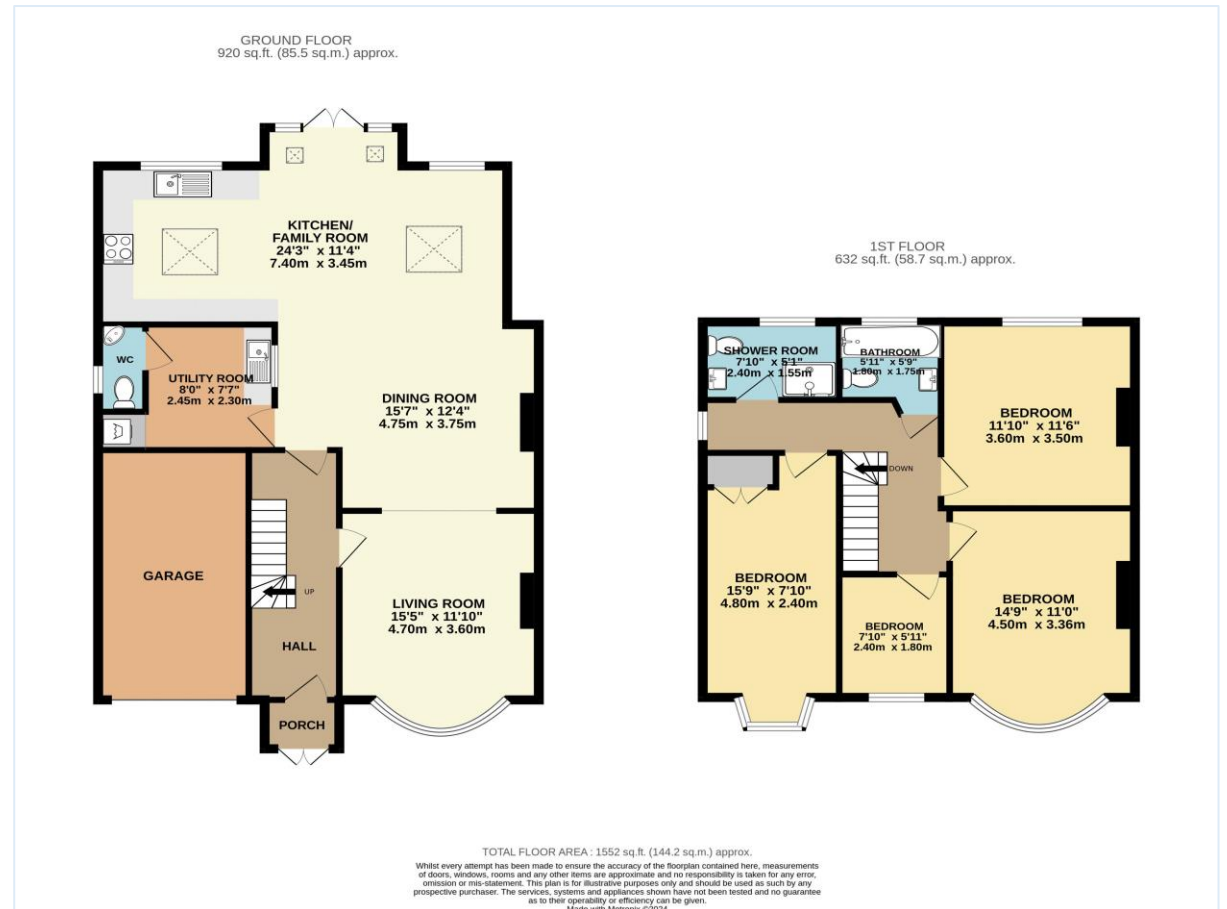 GROUND FLOOR
920 sq.ft. (85.5 sq.m.) approx.
KITCHEN/
FAMILY ROOM
24'3" x 11'4"
7.40m x 3.45m
WC
UTILITY ROOM
8'0" x 7'7"
2.45m x 2.30m
DINING ROOM
15'7" x 12'4"
4.75m x 3.75m
GARAGE
UP
HALL
LIVING ROOM
15'5" x 11'10"
4.70m x 3.60m
PORCH
1ST FLOOR
632 sq.ft. (58.7 sq.m.) approx.
SHOWER ROOM
7'10" x 5'1"
2.40m x 1.55m
BATHROOM
5'11" x 5'9"
1.80m x 1.75m
BEDROOM
11'10" x 11'6"
3.60m x 3.50m
DOWN
BEDROOM
15'9" x 7'10"
4.80m x 2.40m
BEDROOM
7'10" x 5'11"
2.40m x 1.80m
BEDROOM
14'9" x 11'0"
4.50m x 3.36m
TOTAL FLOOR AREA : 1552 sq.ft. (144.2 sq.m.) approx.
Whilst every attempt has been made to ensure the accuracy of the floorplan contained here, measurements
of doors, windows, rooms and any other items are approximate and no responsibility is taken for any error,
omission or mis-statement. This plan is for illustrative purposes only and should be used as such by any
prospective purchaser. The services, systems and appliances shown have not been tested and no guarantee
as to their operability or efficiency can be given.
Made with Metropix ©2024